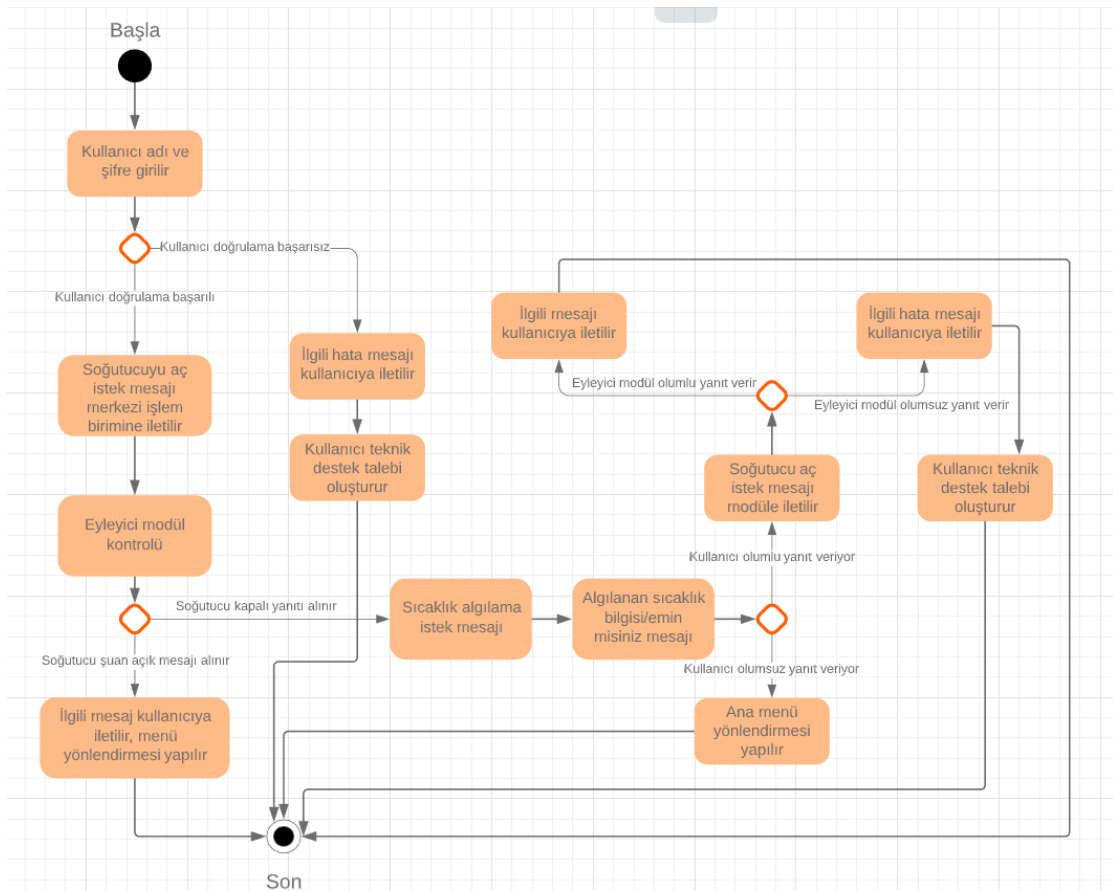 Başla
Kullanıcı adı ve
şifre girilir
Kullanıcı doğrulama başarısız
Kullanıcı doğrulama başarılı
İlgili hata mesajı
kullanıcıya iletilir
Kullanıcı teknik
destek talebi
oluşturur
Soğutucuyu aç
istek mesajı
merkezi işlem
birimine iletilir
Eyleyici modül
kontrolü
Soğutucu kapalı yanıtı alınır
Soğutucu şuan açık mesajı alınır
İlgili mesaj kullanıcıya
iletilir, menü
yönlendirmesi yapılır
Sıcaklık algılama
istek mesajı
Algılanan sıcaklık
bilgisi/emin
misiniz mesajı
Kullanıcı olumlu yanıt veriyor
Kullanıcı olumsuz yanıt veriyor
Ana menü
yönlendirmesi
yapılır
Soğutucu aç
istek mesajı
modüle iletilir
Eyleyici modül olumlu yanıt verir
Eyleyici modül olumsuz yanıt verir
İlgili mesajı
kullanıcıya iletilir
İlgili hata mesajı
kullanıcıya iletilir
Kullanıcı teknik
destek talebi
oluşturur
Son